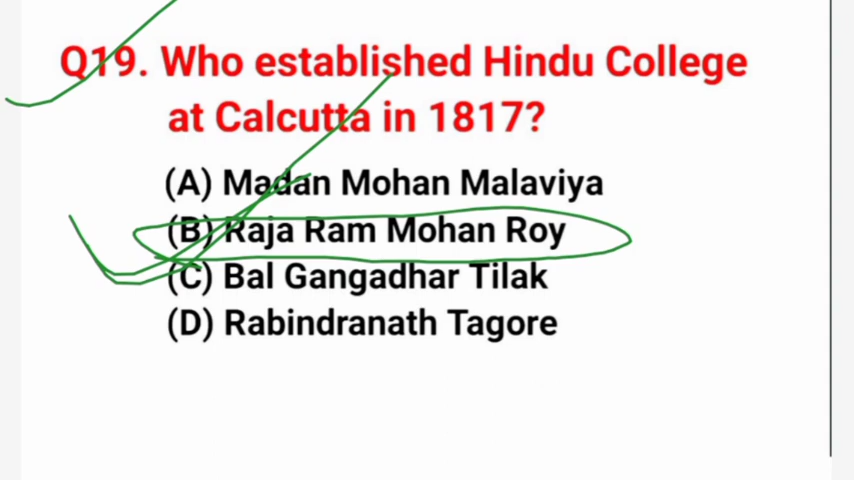 Q19. Who established Hindu College
at Calcutta in 1817?
(A) Madan Mohan Malaviya
(B) Raja Ram Mohan Roy
(C) Bal Gangadhar Tilak
(D) Rabindranath Tagore